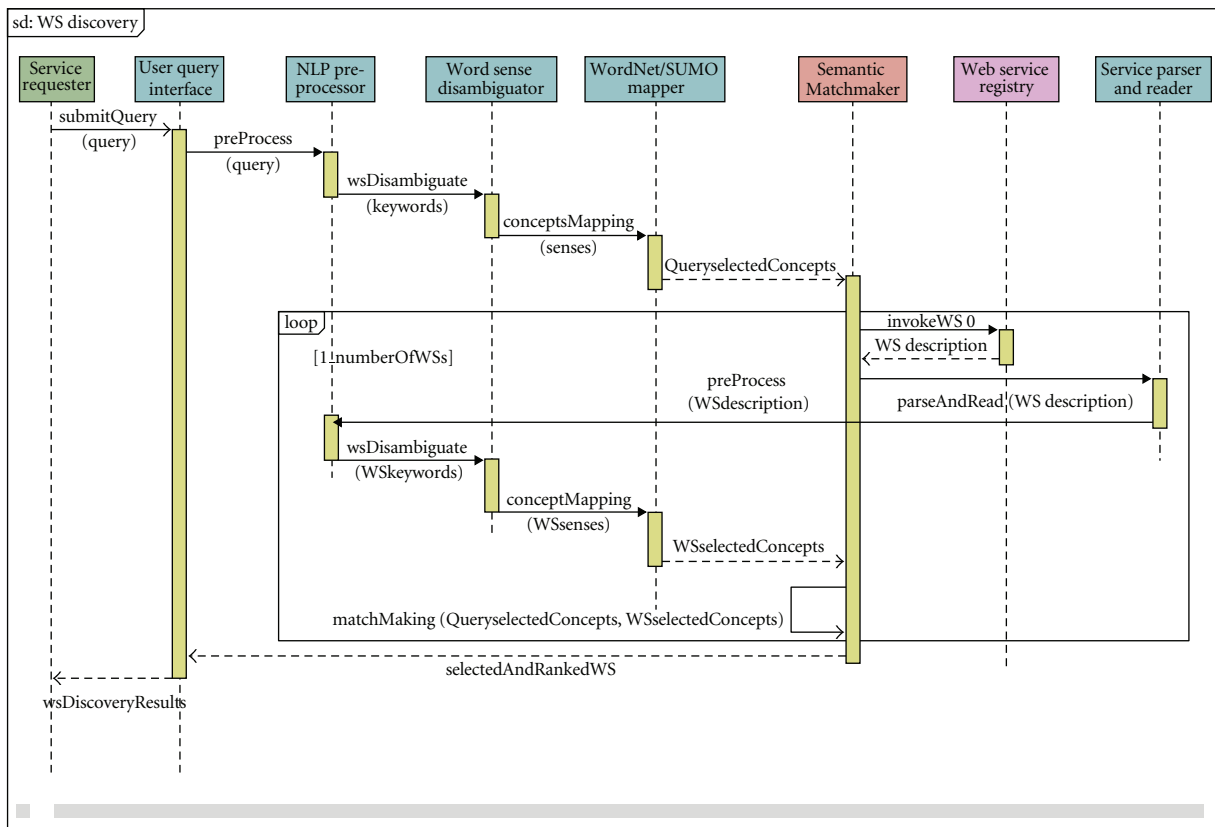 sd: WS discovery
Service
requester
User query
interface
NLP pre-
processor
Word sense
disambiguator
WordNet/SUMO
mapper
Semantic
Matchmaker
Web service
registry
Service parser
and reader
submitQuery
(query)
preProcess
(query)
wsDisambiguate
(keywords)
conceptsMapping
(senses)
QueryselectedConcepts
loop
[1_numberOfWSs]
invokeWS 0
WS description
preProcess
(WSdescription)
parseAndRead (WS description)
wsDisambiguate
(WSkeywords)
conceptMapping
(WSsenses)
WSselectedConcepts
matchMaking (QueryselectedConcepts, WSselectedConcepts)
selectedAndRankedWS
wsDiscoveryResults